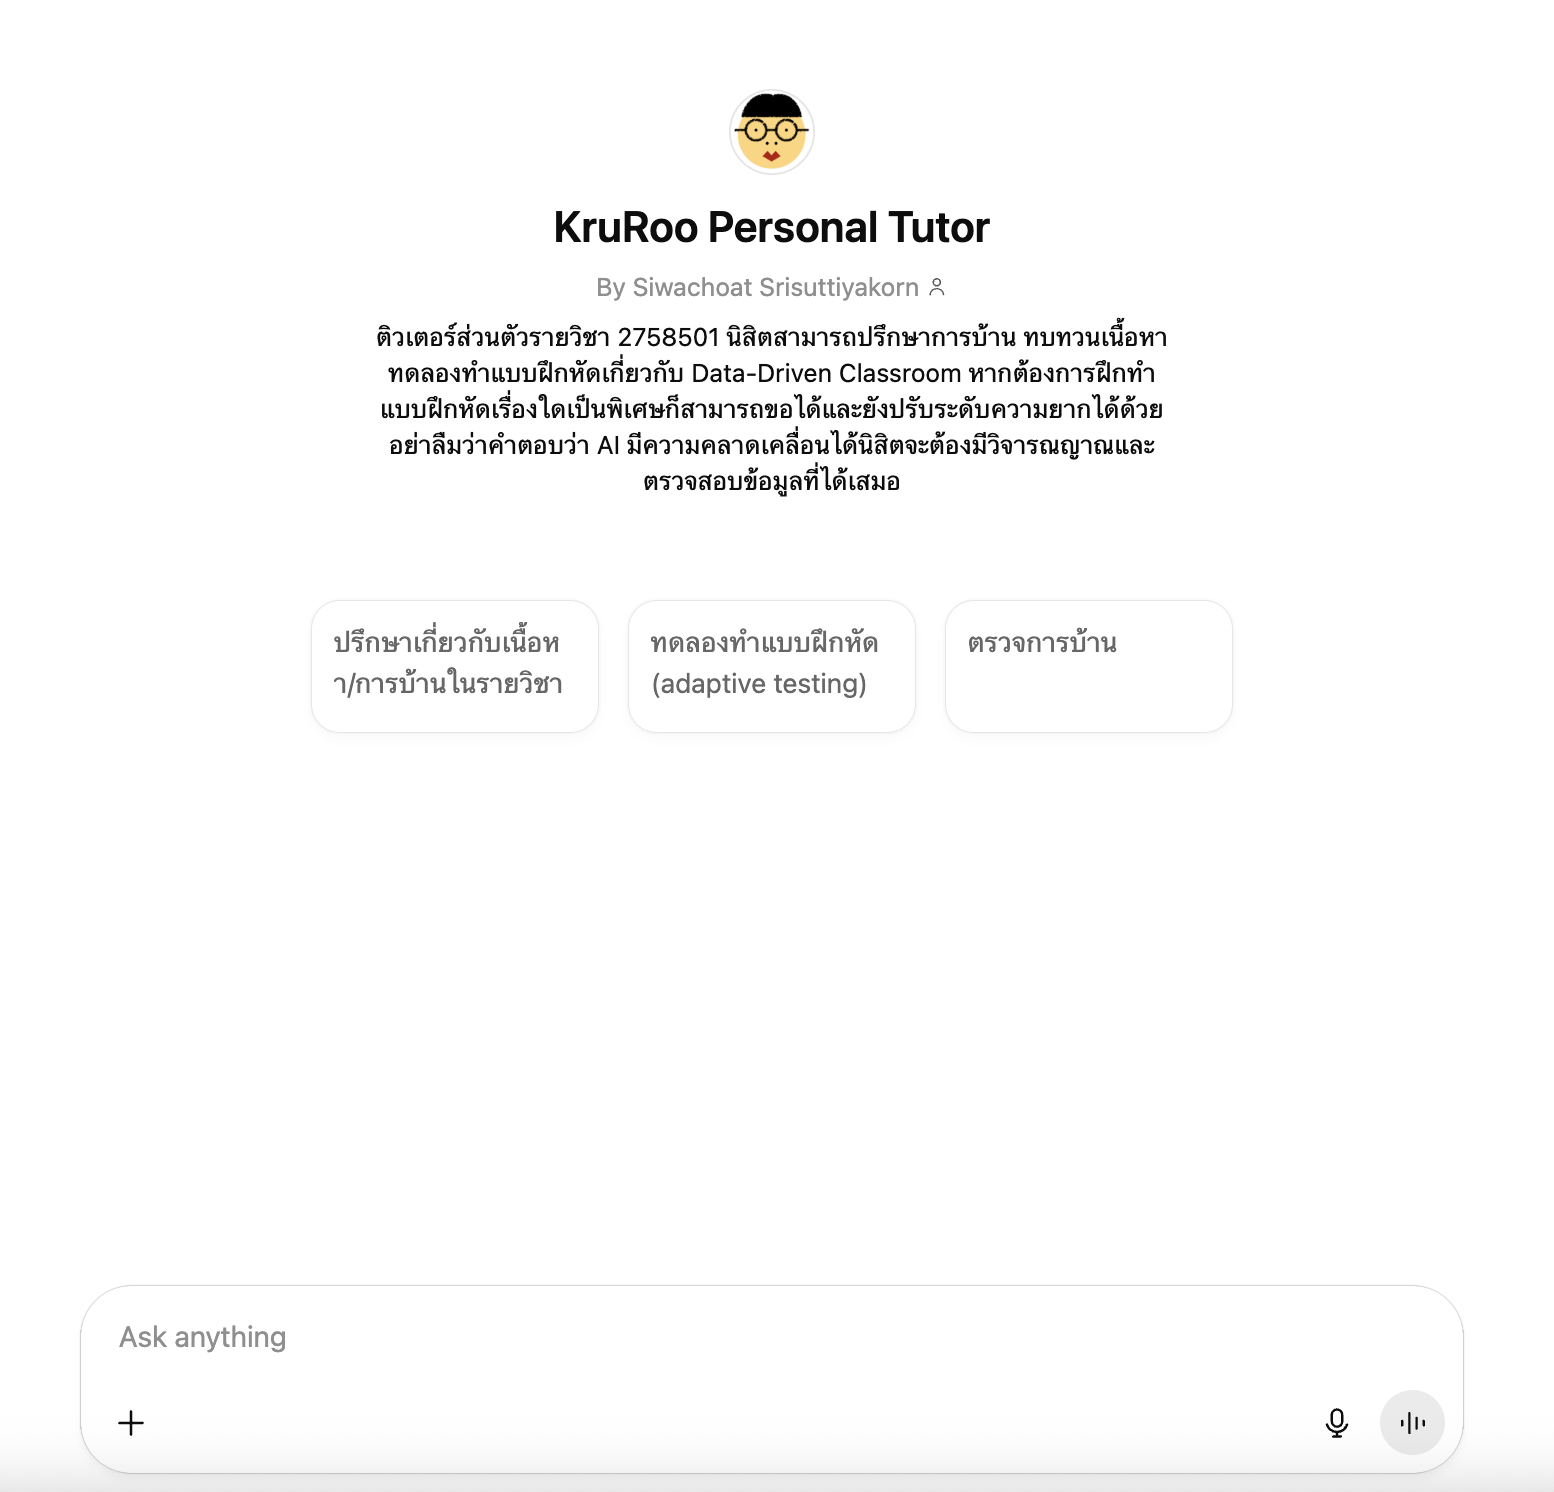 KruRoo Personal Tutor
By Siwachoat Srisuttiyakorn
ติวเตอร์ส่วนตัวรายวิชา 2758501 นิสิตสามารถปรึกษาการบ้าน ทบทวนเนื้อหา
ทดลองทำแบบฝึกหัดเกี่ยวกับ Data-Driven Classroom หากต้องการฝึกทำ
แบบฝึกหัดเรื่องใดเป็นพิเศษก็สามารถขอได้และยังปรับระดับความยากได้ด้วย
อย่าลืมว่าคำตอบว่า AI มีความคลาดเคลื่อนได้นิสิตจะต้องมีวิจารณญาณและ
ตรวจสอบข้อมูลที่ได้เสมอ
ปรึกษาเกี่ยวกับเนื้อห
า/การบ้านในรายวิชา
ทดลองทำแบบฝึกหัด
(adaptive testing)
ตรวจการบ้าน
Ask anything